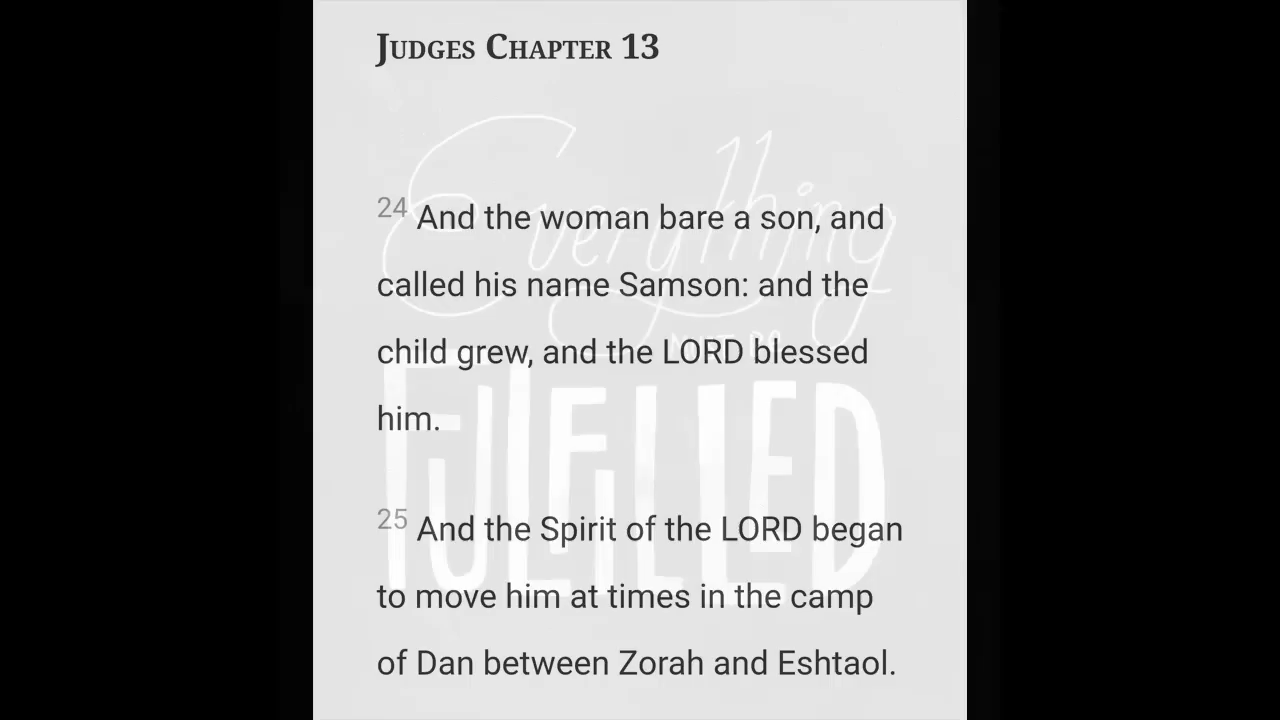 Judges Chapter 13
24 And the woman bare a son, and
called his name Samson: and the
child grew, and the LORD blessed
him.
25 And the Spirit of the LORD began
to move him at times in the camp
of Dan between Zorah and Eshtaol.
Everything
MUST BE
FULFILLED